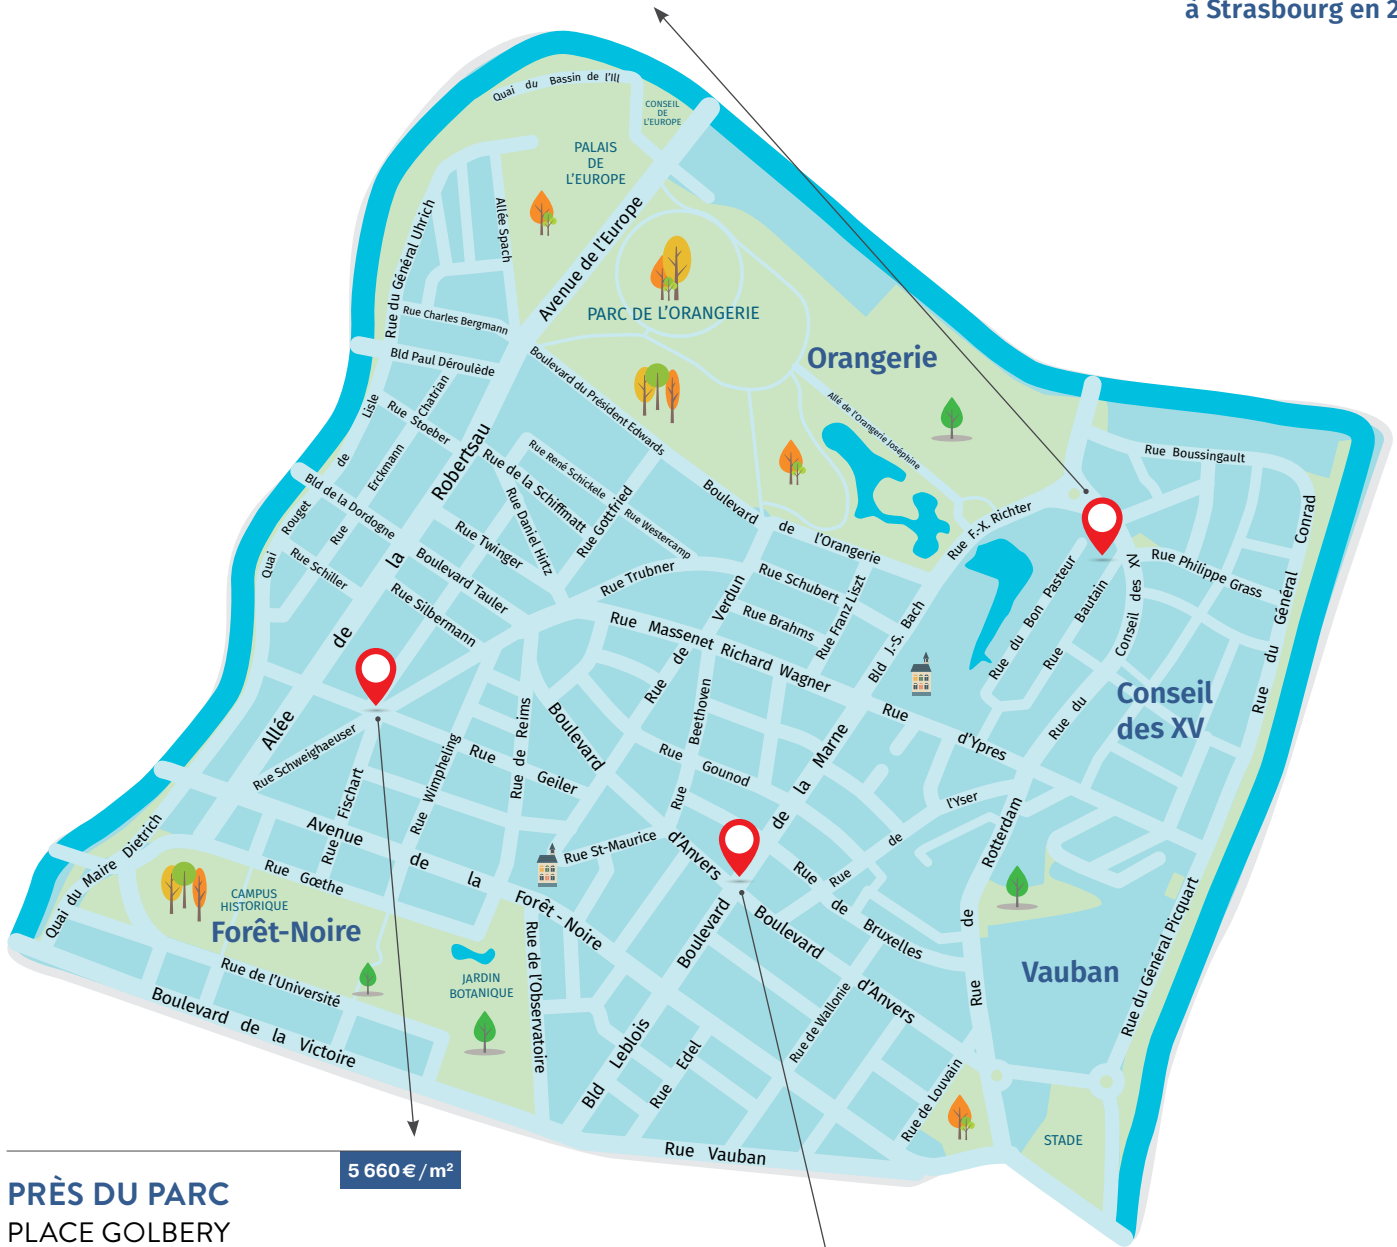 à Strasbourg en 2
Quai du Bassin de l'Ill
CONSEIL
DE
L'EUROPE
PALAIS
DE
L'EUROPE
Allée Spach
Rue du Général Uhrich
Avenue de l'Europe
PARC DE L'ORANGERIE
Rue Charles Bergmann
Bld Paul Déroulède
Orangerie
Boulevard du Président Edwards
Allé de l'Orangerie Joséphine
Rue Stoeber
Rue Erckmann Chatrian
Quai Rouget de Lisle
Allée de la Robertsau
Rue René Schickele
Rue de la Schiffmatt
Rue Boussingault
Bld de la Dordogne
Rue Daniel Hirtz
Rue Gottfried
Rue Westercamp
Boulevard de l'Orangerie
Rue F.-X. Richter
Rue du Général Conrad
Rue Twinger
Rue Schiller
Boulevard Tauler
Rue Silbermann
Rue Trubner
Rue de Verdun
Rue Schubert
Rue Brahms
Rue Franz Liszt
Bld J.-S. Bach
Rue du Bon Pasteur
Rue Bautain
Rue du Conseil des XV
Rue Philippe Grass
Rue Massenet
Richard Wagner
Rue Beethoven
Conseil
des XV
Rue d'Ypres
Rue Schweighaeuser
Rue Fischart
Rue Wimpheling
Rue de Reims
Boulevard d'Anvers
Rue Geiler
Rue Gounod
Boulevard de la Marne
Rue de l'Yser
Rue de Rotterdam
Quai du Maire Dietrich
Avenue de la Forêt-Noire
Rue St-Maurice
Rue Gœthe
Rue de Bruxelles
CAMPUS
HISTORIQUE
Forêt-Noire
Boulevard d'Anvers
Rue de l'Université
JARDIN
BOTANIQUE
Rue de l'Observatoire
Vauban
Rue du Général Picquart
Boulevard de la Victoire
Bld Leblois
Rue Edel
Rue de Wallonie
Rue de Louvain
STADE
Rue Vauban
5 660 € / m²
PRÈS DU PARC
PLACE GOLBERY